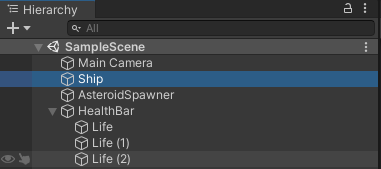 Hierarchy
All
SampleScene
Main Camera
Ship
AsteroidSpawner
HealthBar
Life
Life (1)
Life (2)